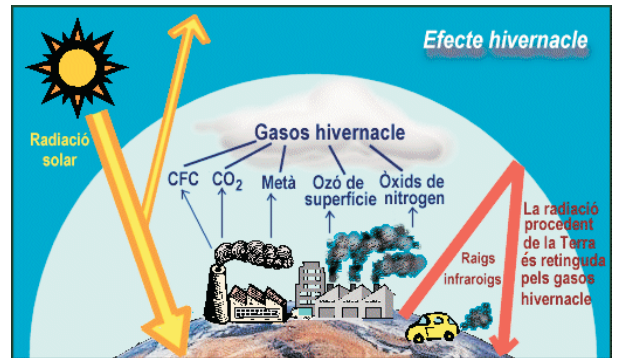 Efecte hivernacle
Radiació
solar
Gasos hivernacle
CFC
CO₂
Metà
Ozó de
superfície
Òxids de
nitrogen
Raigs
infraroigs
La radiació
procedent
de la Terra
és retinguda
pels gasos
hivernacle